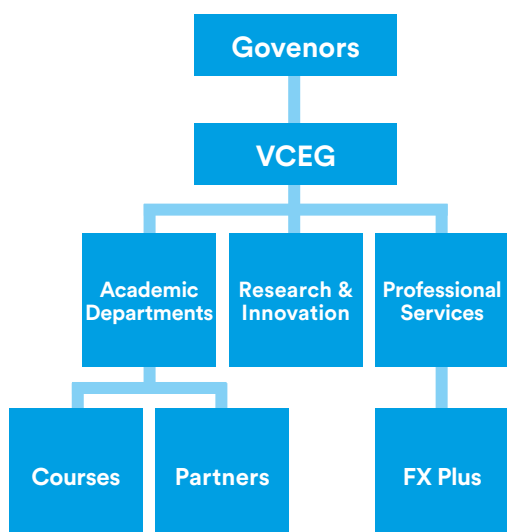 Govenors
VCEG
Academic
Departments
Research &
Innovation
Professional
Services
Courses
Partners
FX Plus